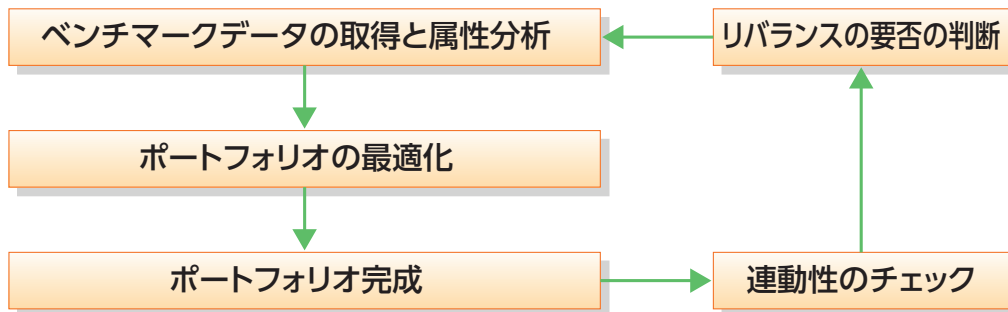 ベンチマークデータの取得と属性分析
リバランスの要否の判断
ポートフォリオの最適化
ポートフォリオ完成
連動性のチェック